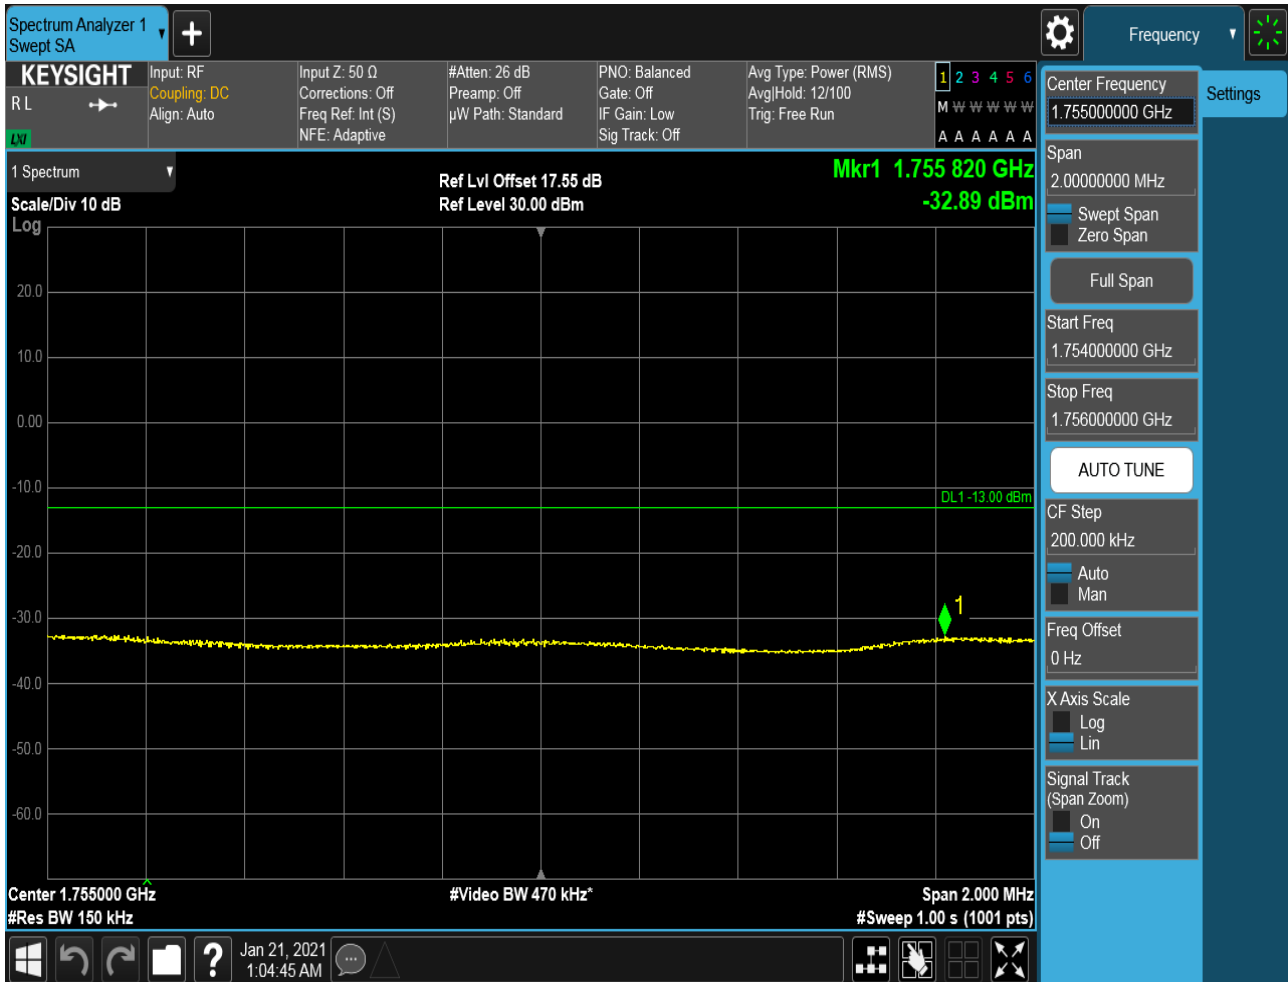 Spectrum Analyzer 1
Swept SA
Frequency
KEYSIGHT
R L
LXI
Input: RF
Coupling: DC
Align: Auto
Input Z: 50 Ω
Corrections: Off
Freq Ref: Int (S)
NFE: Adaptive
#Atten: 26 dB
Preamp: Off
µW Path: Standard
PNO: Balanced
Gate: Off
IF Gain: Low
Sig Track: Off
Avg Type: Power (RMS)
Avg|Hold: 12/100
Trig: Free Run
1 2 3 4 5 6
M W W W W W
A A A A A A
1 Spectrum
Scale/Div 10 dB
Log
Ref Lvl Offset 17.55 dB
Ref Level 30.00 dBm
Mkr1 1.755 820 GHz
-32.89 dBm
20.0
10.0
0.00
-10.0
DL1 -13.00 dBm
-20.0
-30.0
1
-40.0
-50.0
-60.0
Center 1.755000 GHz
#Res BW 150 kHz
#Video BW 470 kHz*
Span 2.000 MHz
#Sweep 1.00 s (1001 pts)
?
Jan 21, 2021
1:04:45 AM
Center Frequency
1.755000000 GHz
Settings
Span
2.00000000 MHz
Swept Span
Zero Span
Full Span
Start Freq
1.754000000 GHz
Stop Freq
1.756000000 GHz
AUTO TUNE
CF Step
200.000 kHz
Auto
Man
Freq Offset
0 Hz
X Axis Scale
Log
Lin
Signal Track
(Span Zoom)
On
Off